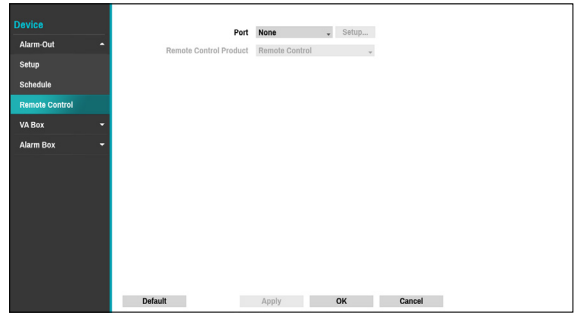 Device
Alarm-Out
Setup
Schedule
Remote Control
VA Box
Alarm Box
Port None Setup...
Remote Control Product Remote Control
Default Apply OK Cancel